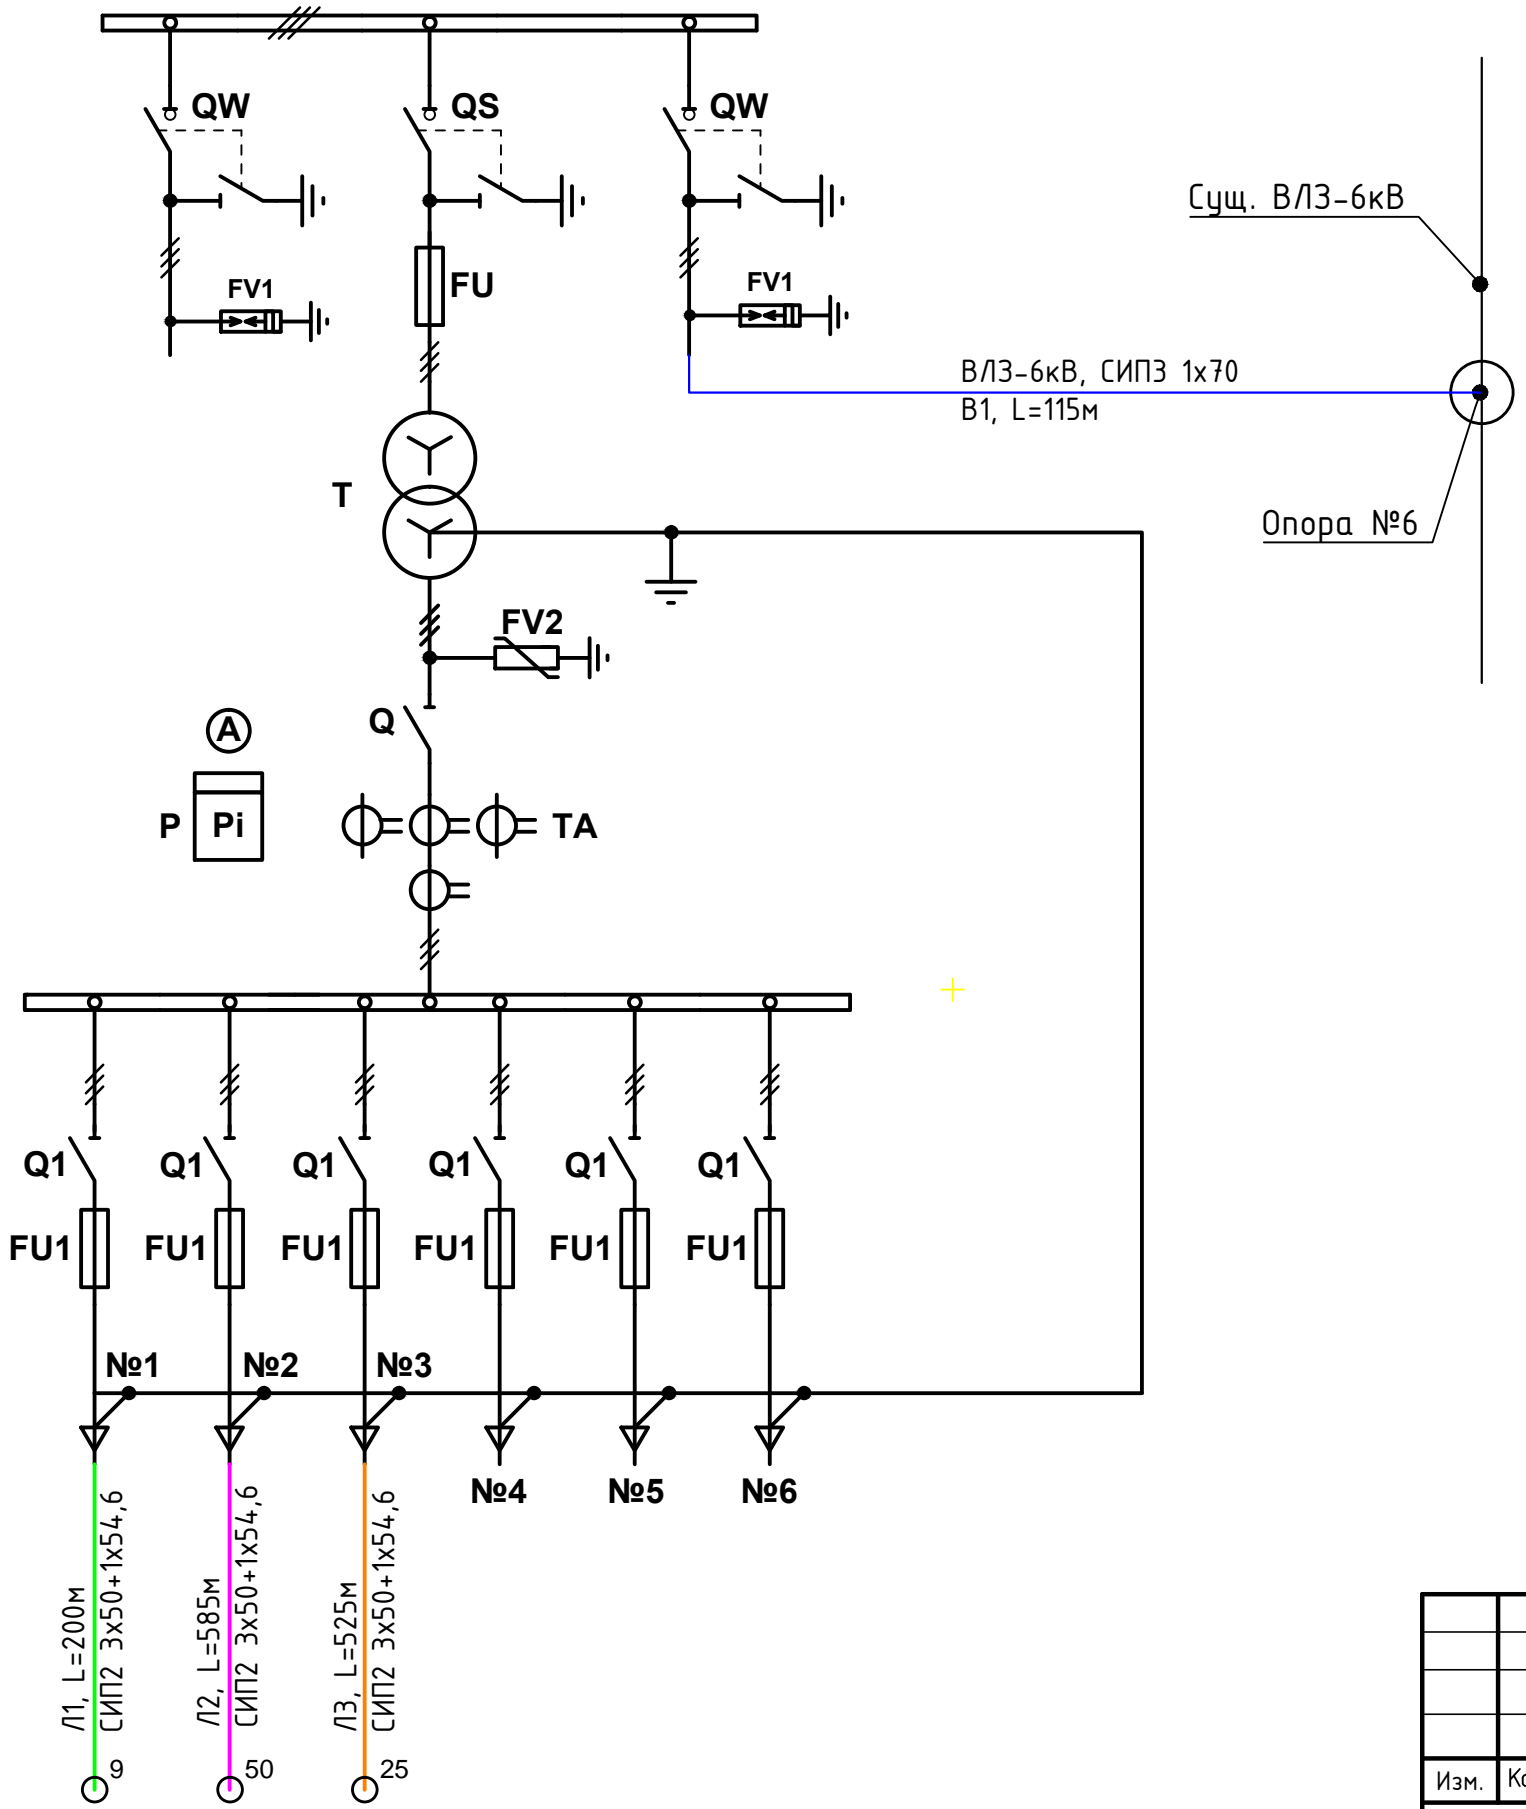 QW
QS
QW
Сущ. ВЛЗ-6кВ
FU
FV1
FV1
ВЛЗ-6кВ, СИП3 1х70
В1, L=115м
T
Опора №6
FV2
Q
A
P
Pi
TA
Q1
Q1
Q1
Q1
Q1
Q1
FU1
FU1
FU1
FU1
FU1
FU1
№1
№2
№3
№4
№5
№6
Л1, L=200м
СИП2 3х50+1х54,6
Л2, L=585м
СИП2 3х50+1х54,6
Л3, L=525м
СИП2 3х50+1х54,6
9
50
25
Изм.